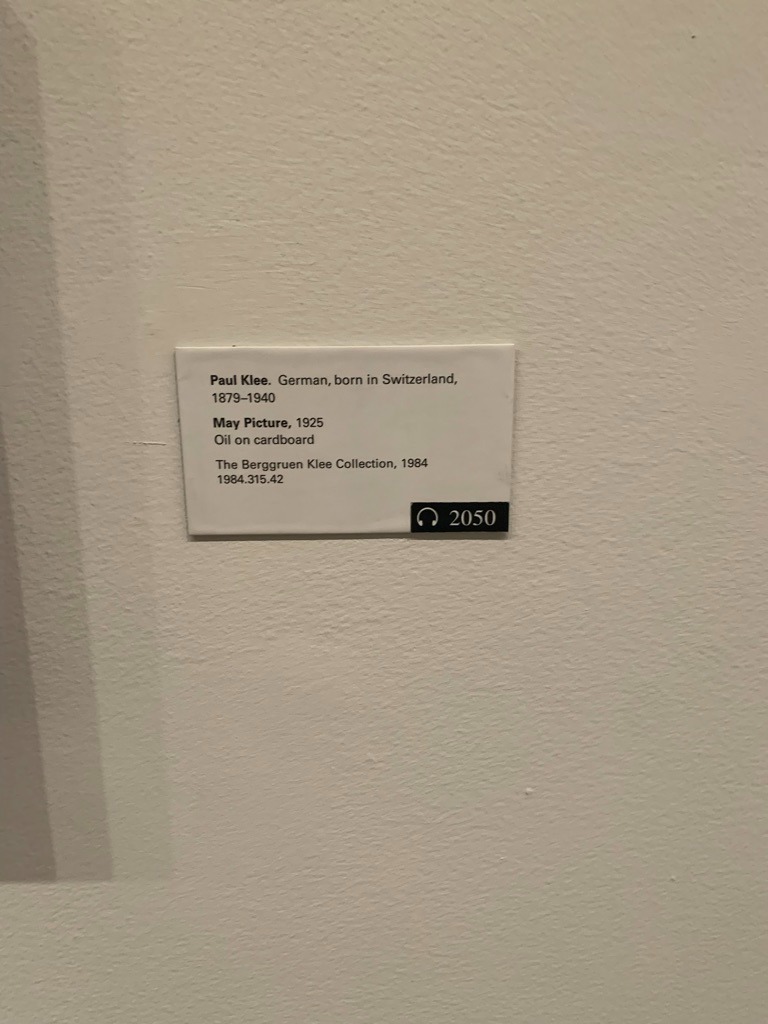 Paul Klee. German, born in Switzerland,
1879–1940
May Picture, 1925
Oil on cardboard
The Berggruen Klee Collection, 1984
1984.315.42
2050